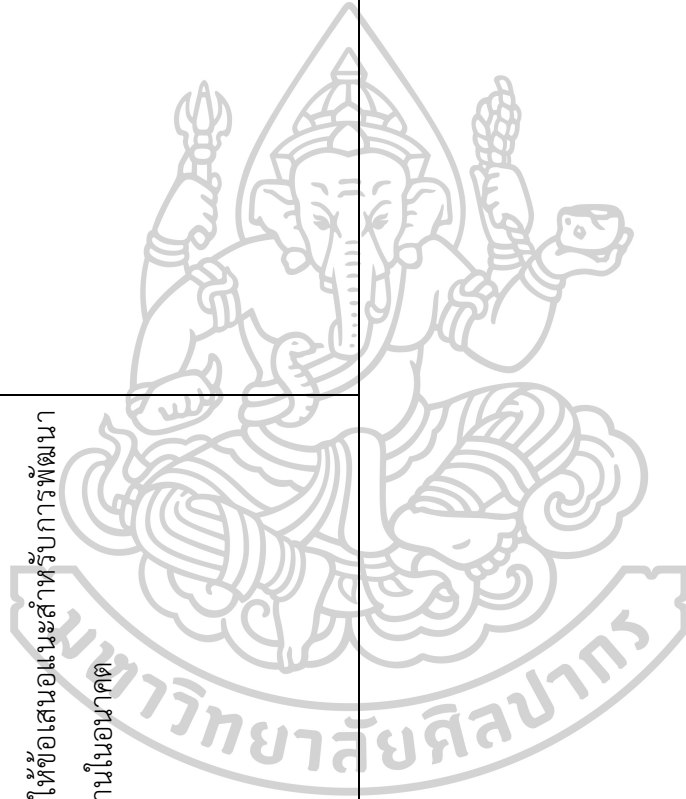 ให้ข้อเสนอแนะสำหรับการพัฒนา
งานในอนาคต
มหาวิทยาลัยศิลปากร